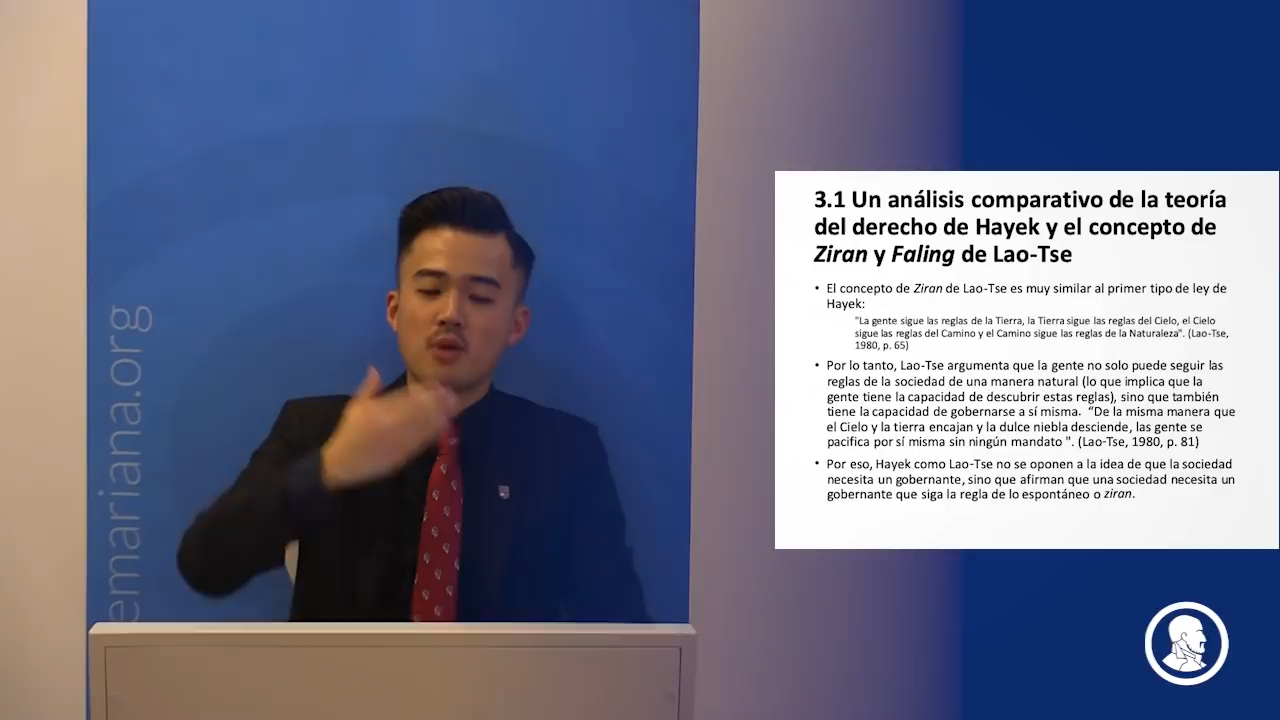 emariana.org
3.1 Un análisis comparativo de la teoría
del derecho de Hayek y el concepto de
Ziran y Faling de Lao-Tse
• El concepto de Ziran de Lao-Tse es muy similar al primer tipo de ley de
Hayek:
"La gente sigue las reglas de la Tierra, la Tierra sigue las reglas del Cielo, el Cielo
sigue las reglas del Camino y el Camino sigue las reglas de la Naturaleza". (Lao-Tse,
1980, p. 65)
• Por lo tanto, Lao-Tse argumenta que la gente no solo puede seguir las
reglas de la sociedad de una manera natural (lo que implica que la
gente tiene la capacidad de descubrir estas reglas), sino que también
tiene la capacidad de gobernarse a sí misma. “De la misma manera que
el Cielo y la tierra encajan y la dulce niebla desciende, las gente se
pacifica por sí misma sin ningún mandato ". (Lao-Tse, 1980, p. 81)
• Por eso, Hayek como Lao-Tse no se oponen a la idea de que la sociedad
necesita un gobernante, sino que afirman que una sociedad necesita un
gobernante que siga la regla de lo espontáneo o ziran.